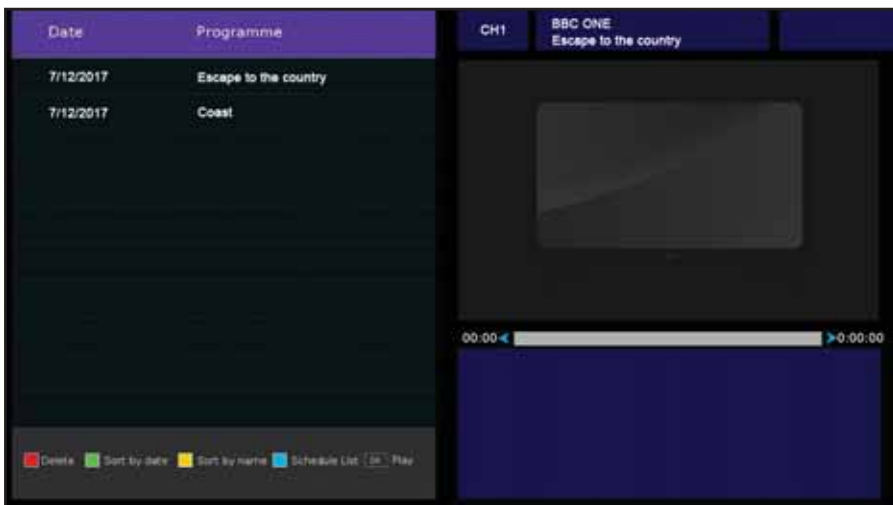 Date Programme
7/12/2017 Escape to the country
7/12/2017 Coast
Delete Sort by date Sort by name Schedule List OK Play
CH1
BBC ONE
Escape to the country
00:00 0:00:00